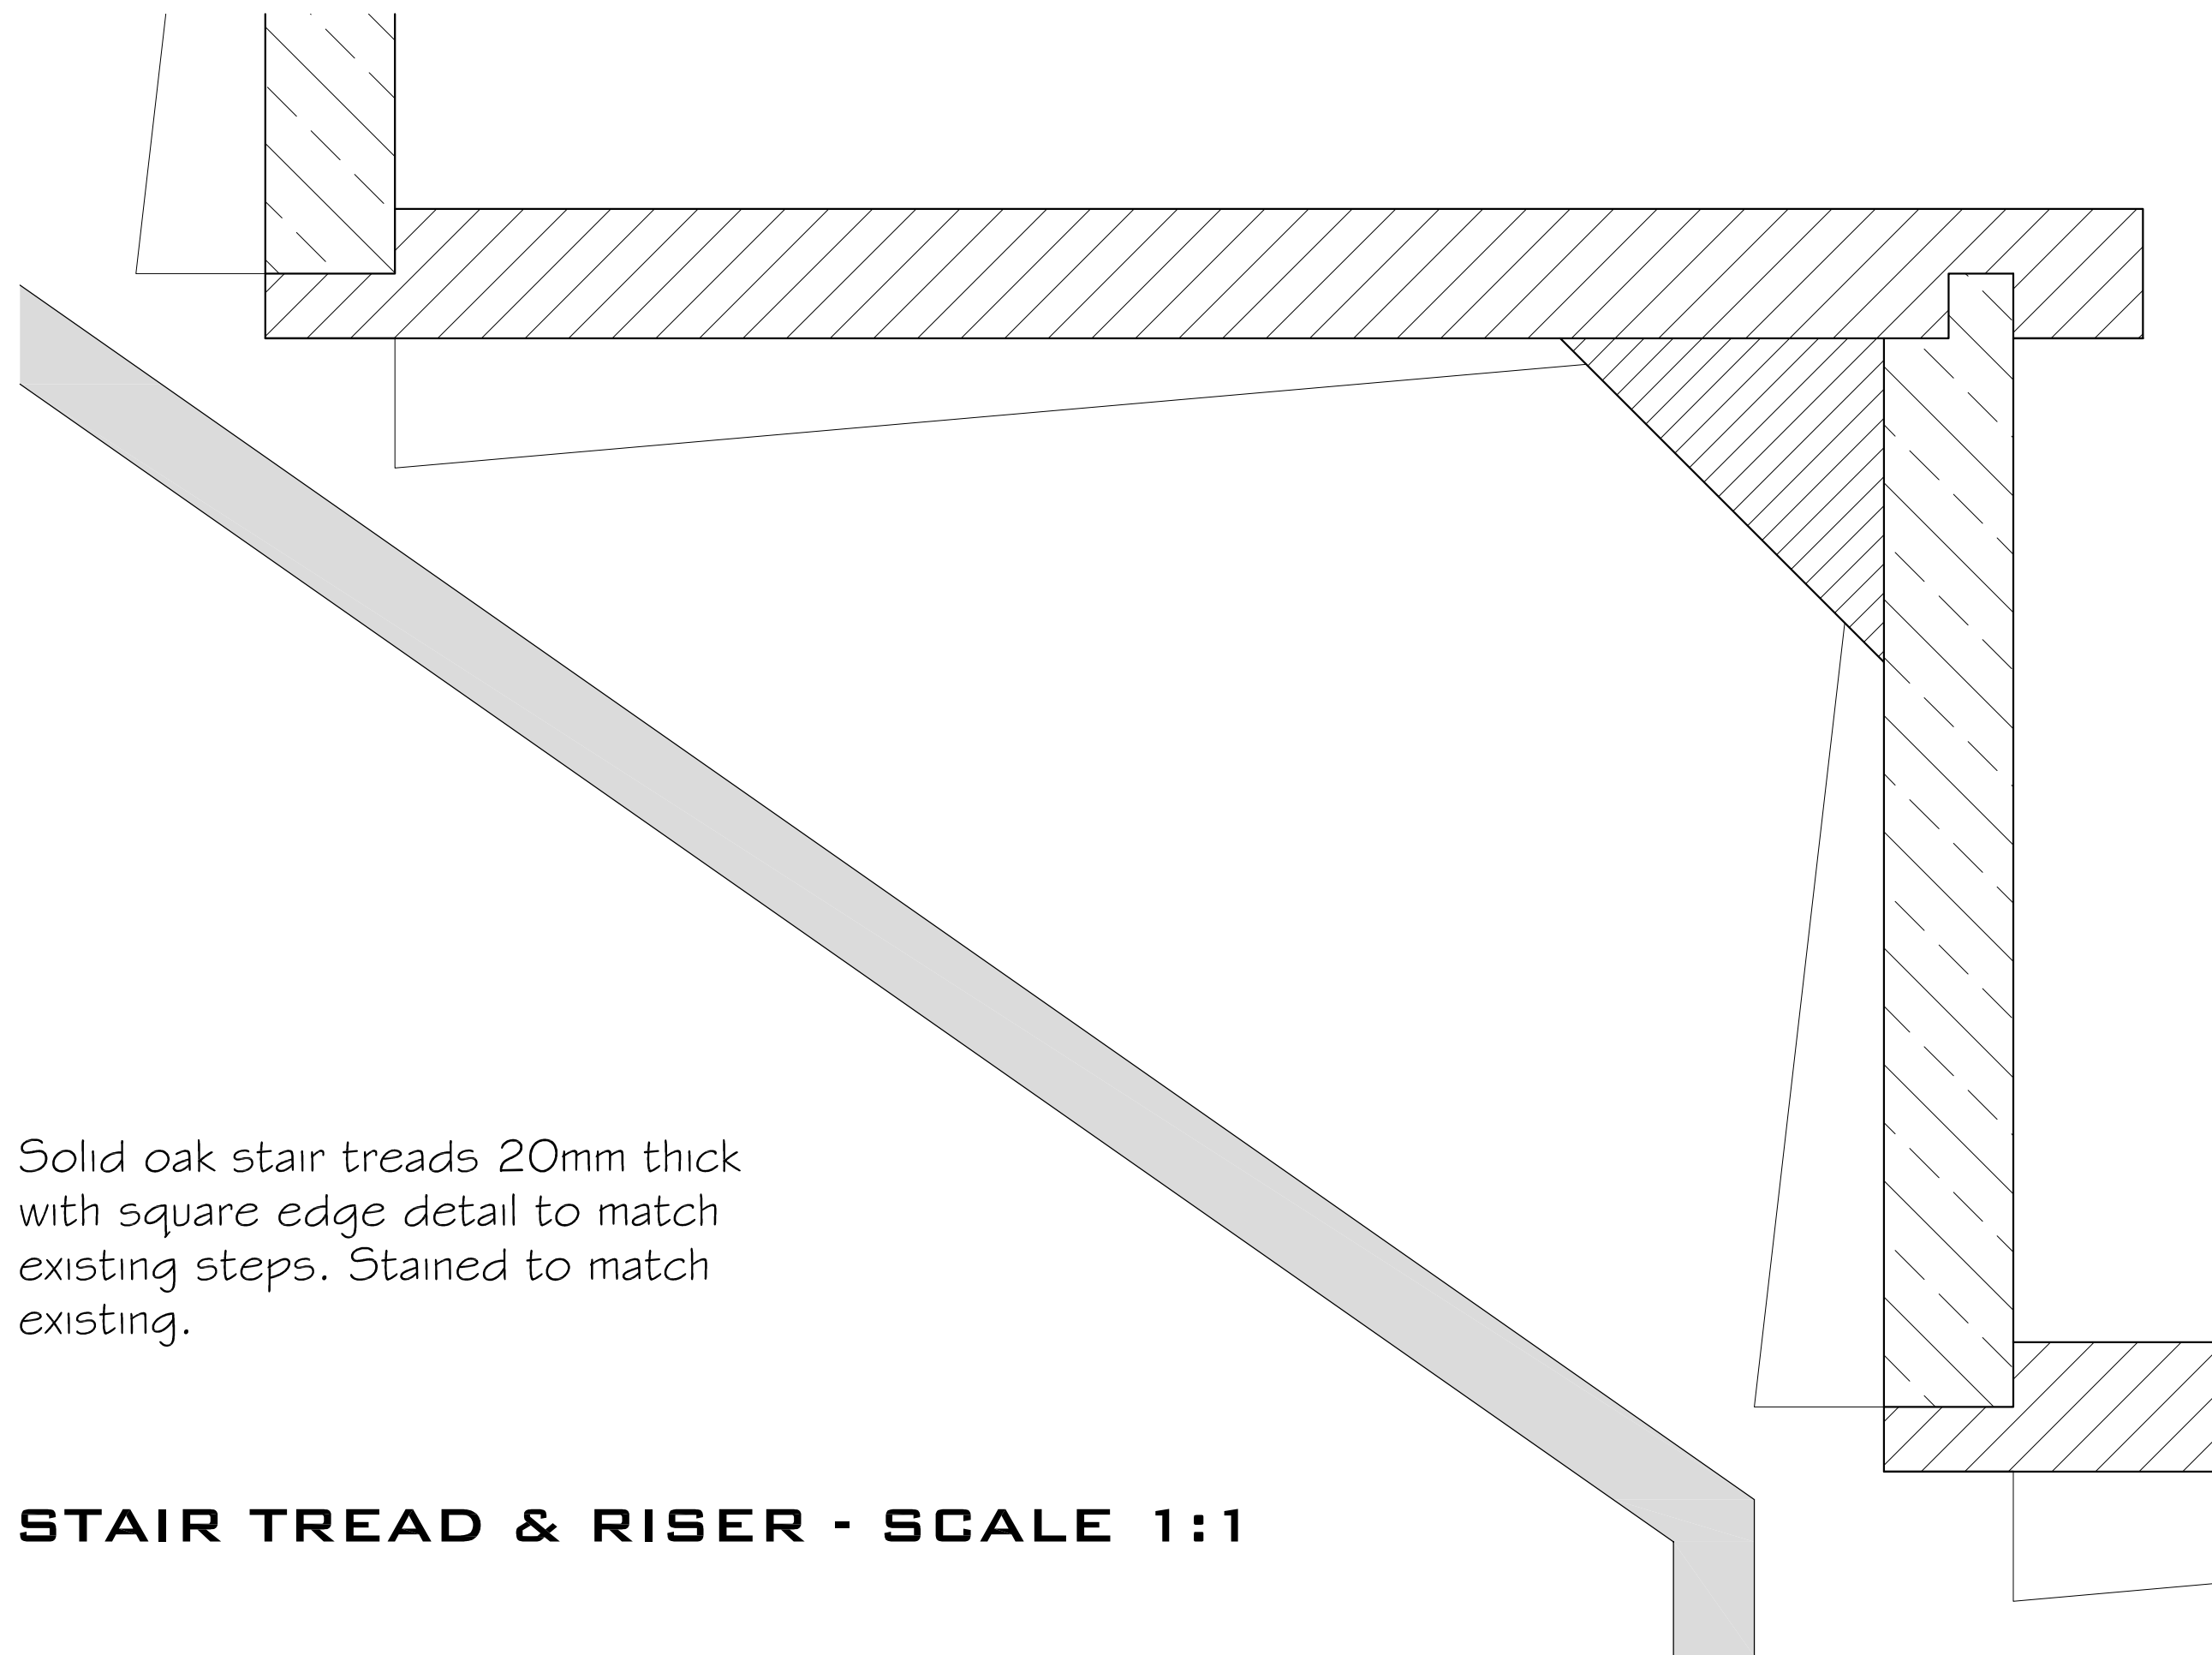 Solid oak stair treads 20mm thick
with square edge detail to match
existing steps. Stained to match
existing.
STAIR TREAD & RISER - SCALE 1:1